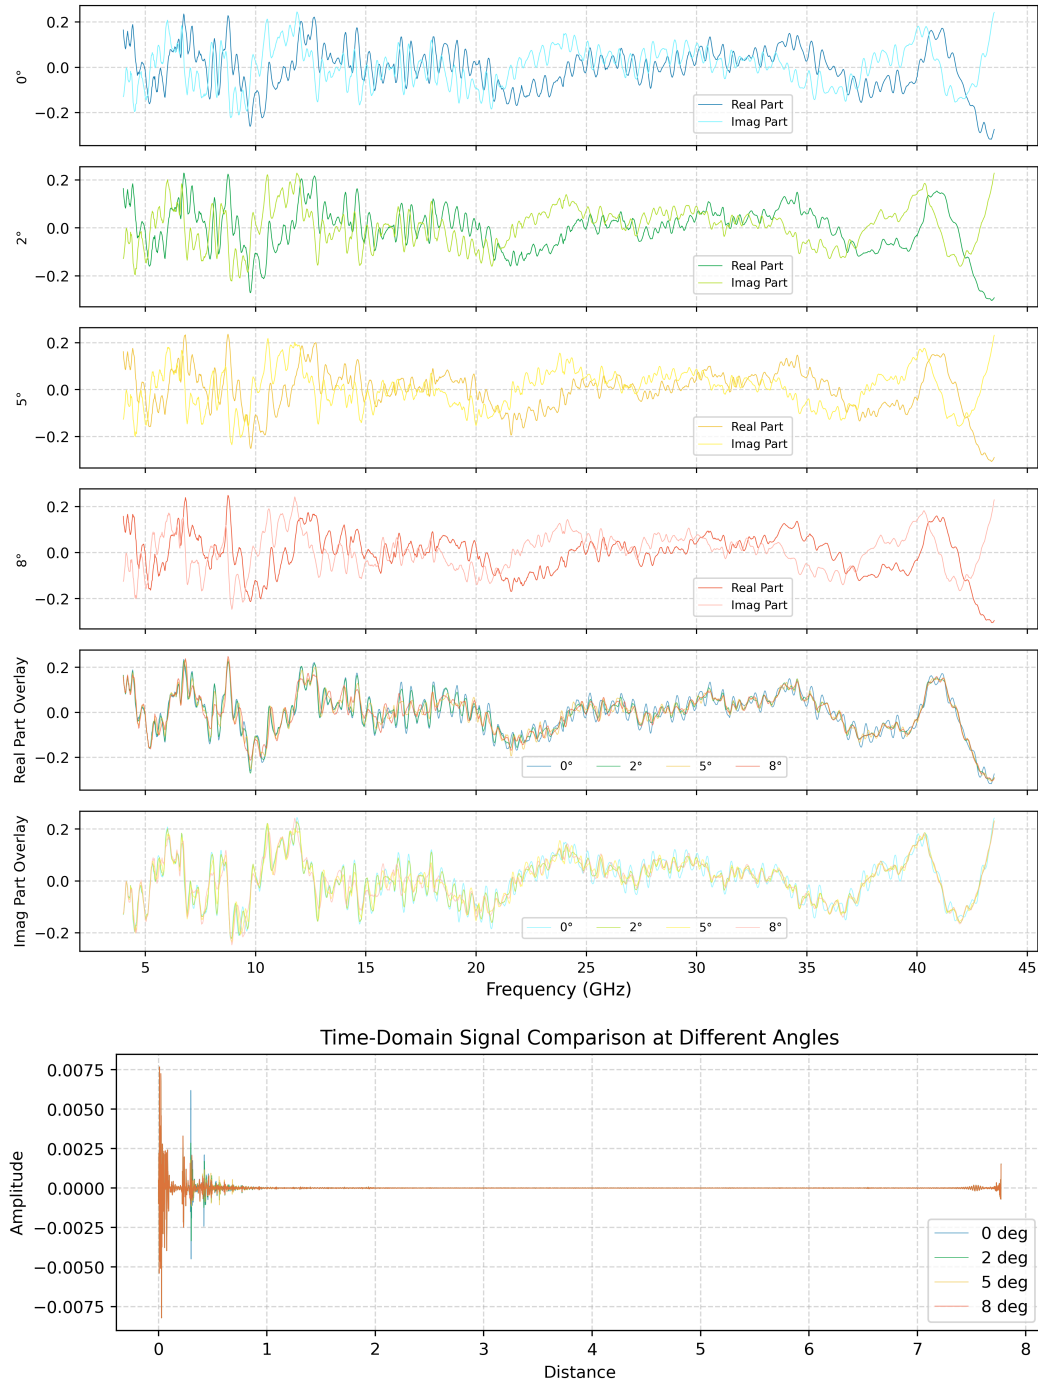 0.2
0.0
−0.2
0°
Real Part
Imag Part
0.2
0.0
−0.2
2°
Real Part
Imag Part
0.2
0.0
−0.2
5°
Real Part
Imag Part
0.2
0.0
−0.2
8°
Real Part
Imag Part
0.2
0.0
−0.2
Real Part Overlay
0° 2° 5° 8°
0.2
0.0
−0.2
Imag Part Overlay
0° 2° 5° 8°
5 10 15 20 25 30 35 40 45
Frequency (GHz)
Time-Domain Signal Comparison at Different Angles
0.0075
0.0050
0.0025
0.0000
−0.0025
−0.0050
−0.0075
Amplitude
0 deg
2 deg
5 deg
8 deg
0 1 2 3 4 5 6 7 8
Distance